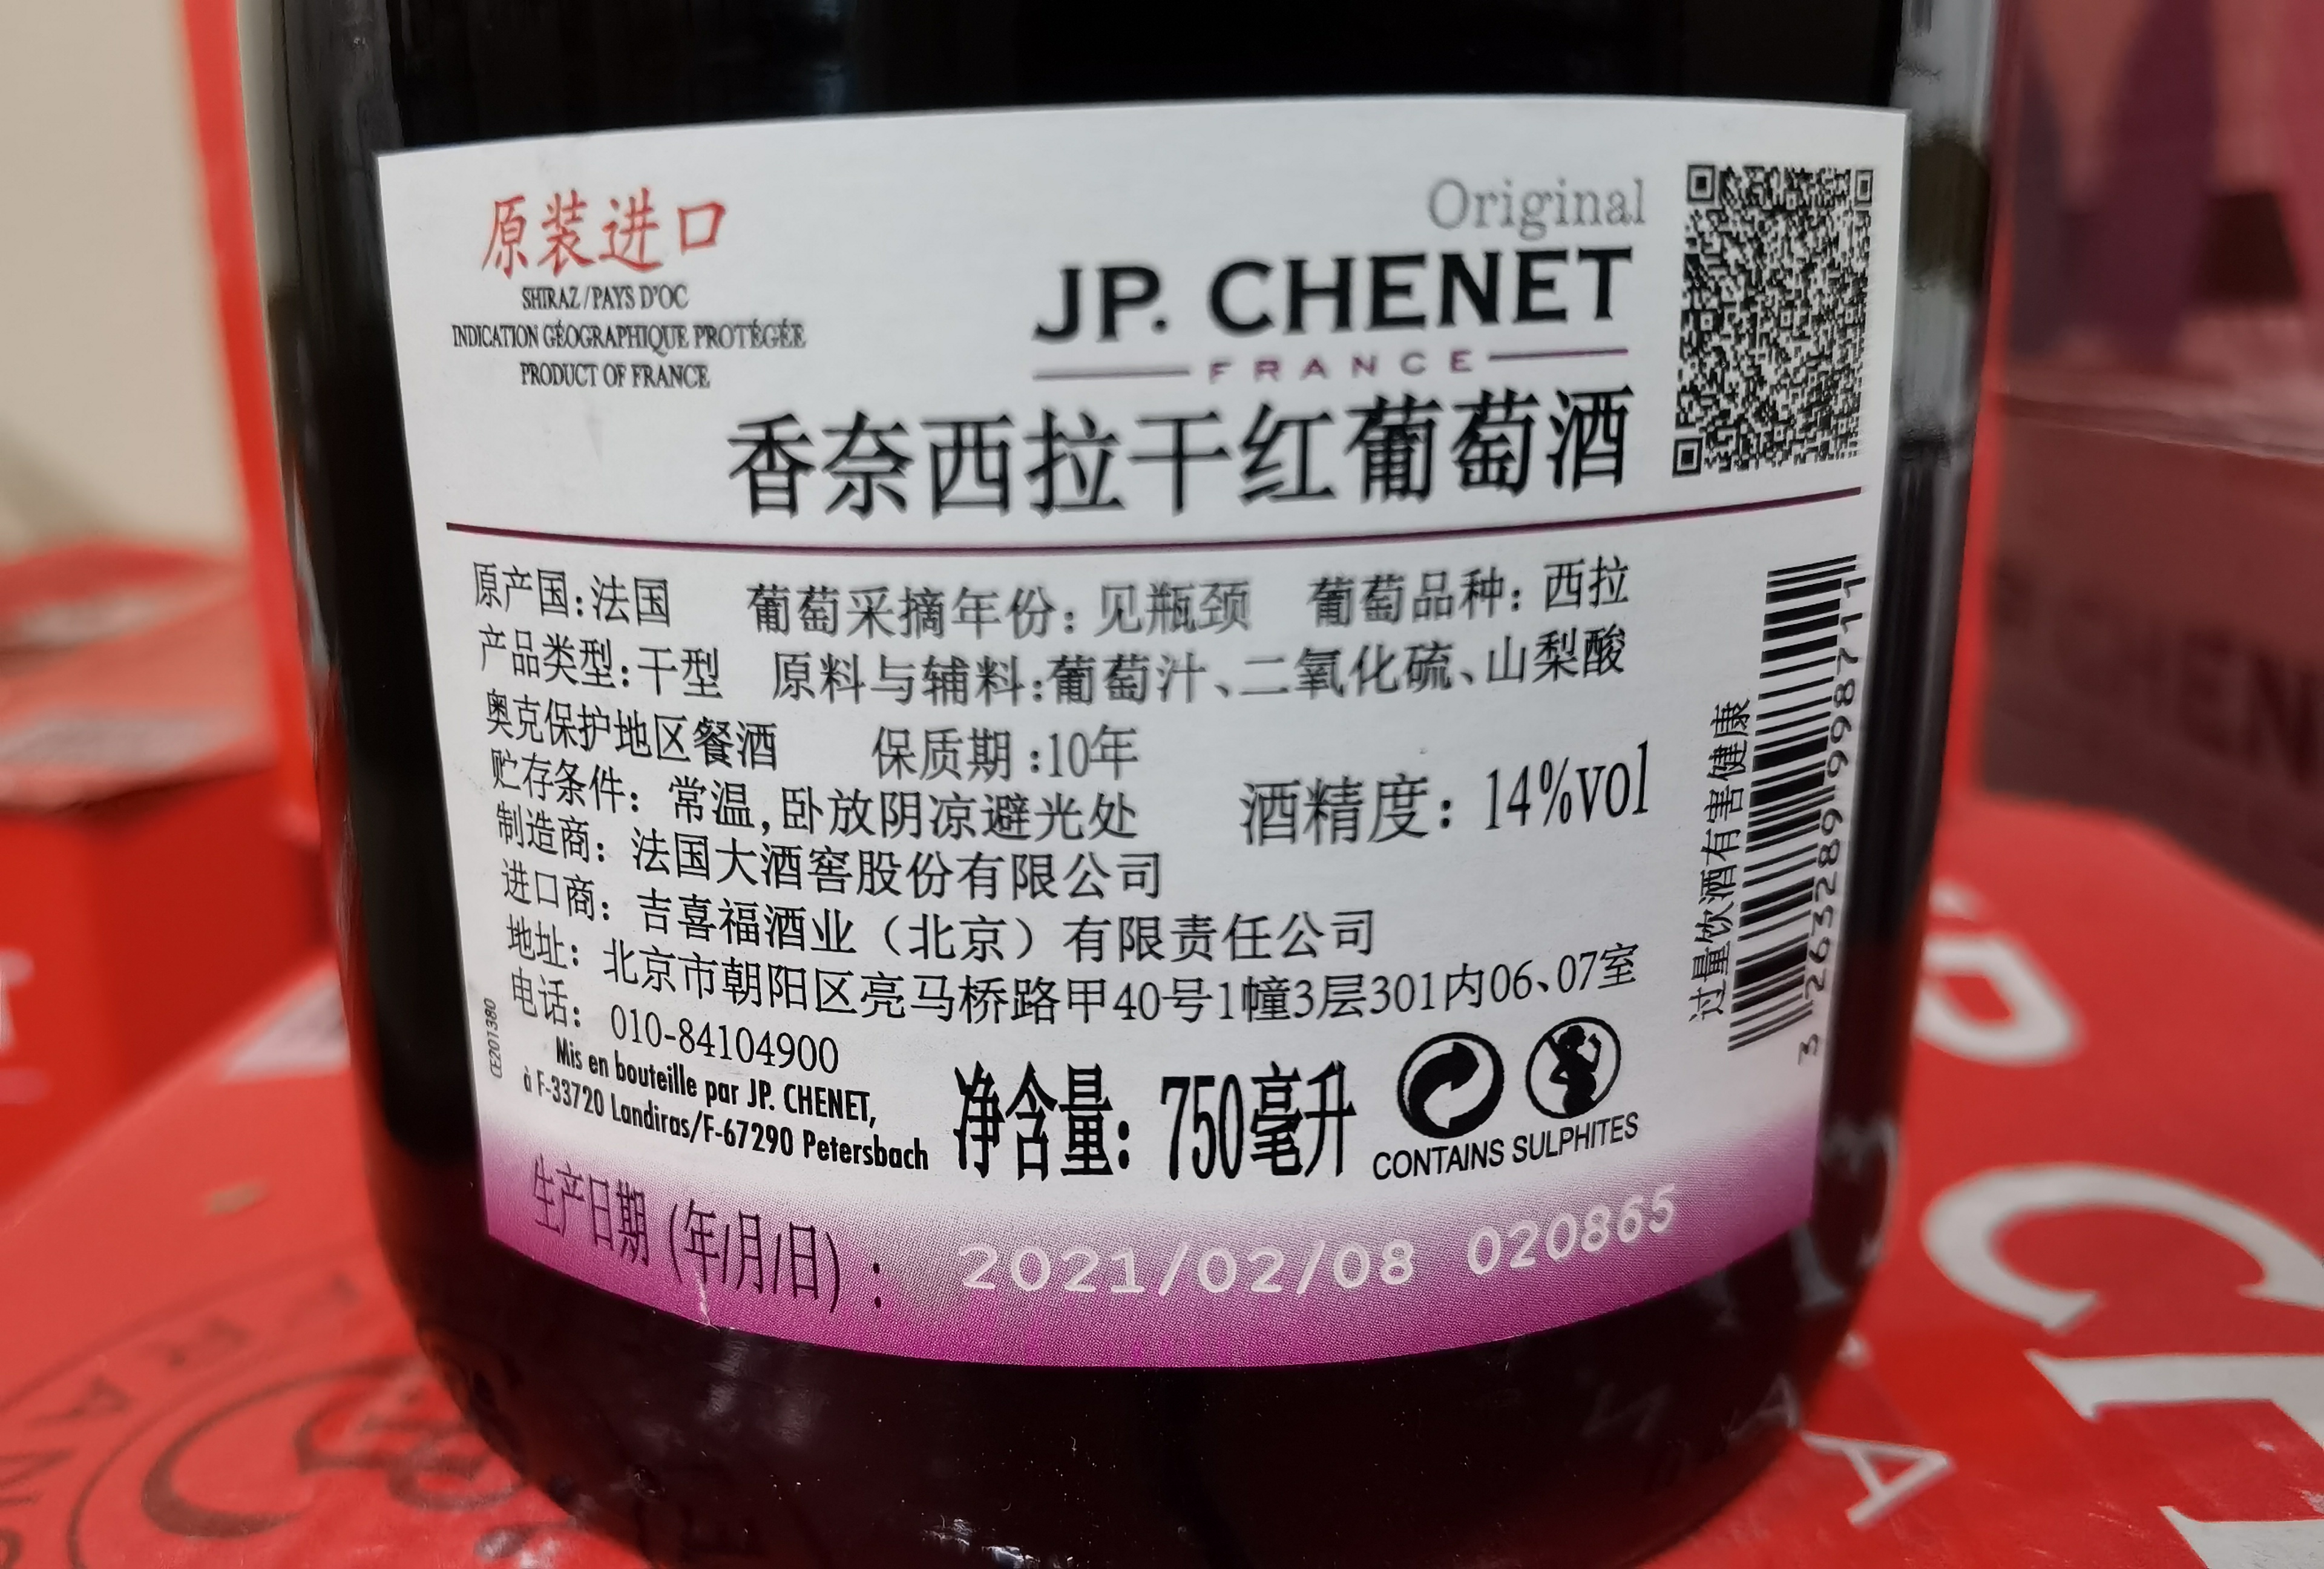 原装进口
SHIRAZ/PAYS D'OC
INDICATION GÉOGRAPHIQUE PROTÉGÉE
PRODUCT OF FRANCE
Original
JP. CHENET
FRANCE
香奈西拉干红葡萄酒
原产国:法国 葡萄采摘年份: 见瓶颈 葡萄品种: 西拉
产品类型:干型 原料与辅料:葡萄汁、二氧化硫、山梨酸
奥克保护地区餐酒 保质期:10年
贮存条件: 常温,卧放阴凉避光处
酒精度: 14%vol
制造商: 法国大酒窖股份有限公司
进口商: 吉喜福酒业（北京）有限责任公司
地址: 北京市朝阳区亮马桥路甲40号1幢3层301内06、07室
电话: 010-84104900
Mis en bouteille par JP. CHENET,
à F-33720 Landiras/F-67290 Petersbach
CE201380
净含量: 750毫升
CONTAINS SULPHITES
过量饮酒有害健康
3 263289 998711
生产日期 (年/月/日) : 2021/02/08 020865